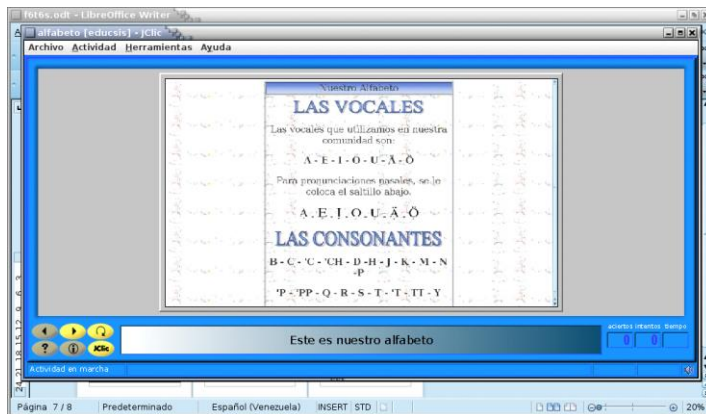 f6t6s.odt - LibreOffice Writer
alfabeto [educsis] - JClic
Archivo Actividad Herramientas Ayuda
Nuestro Alfabeto
LAS VOCALES
Las vocales que utilizamos en nuestra
comunidad son:
A - E - I - O - U - Ä - Ö
Para pronunciaciones nasales, se lo
coloca el saltillo abajo.
LAS CONSONANTES
B - C - 'C - 'CH - D - H - J - K - M - N
-P
'P - 'PP - Q - R - S - T - 'T - TT - Y
Este es nuestro alfabeto
aciertos intentos tiempo
0 0
? JClic
Actividad en marcha
Página 7 / 8 Predeterminado Español (Venezuela) INSERT STD 20%